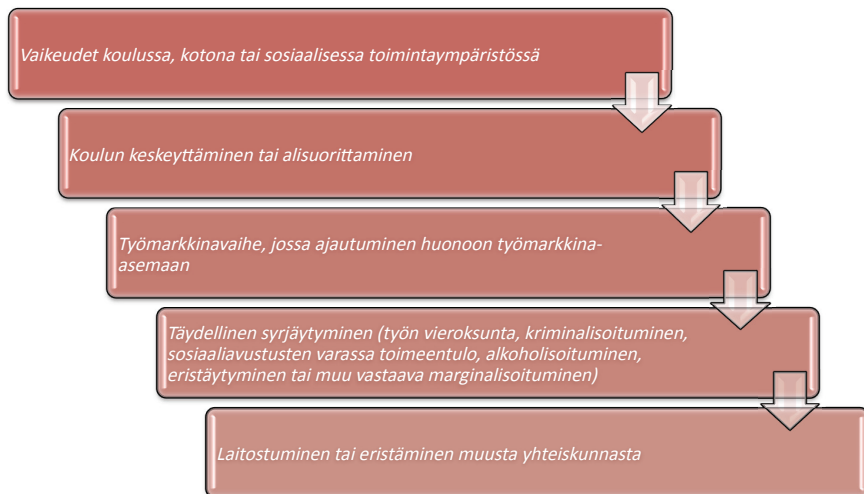 Vaikeudet koulussa, kotona tai sosiaalisessa toimintaympäristössä
Koulun keskeyttäminen tai alisuorittaminen
Työmarkkinavaihe, jossa ajautuminen huonoon työmarkkina-
asemaan
Täydellinen syrjäytyminen (työn vieroksunta, kriminalisoituminen,
sosiaaliavustusten varassa toimeentulo, alkoholisoituminen,
eristäytyminen tai muu vastaava marginalisoituminen)
Laitostuminen tai eristäminen muusta yhteiskunnasta